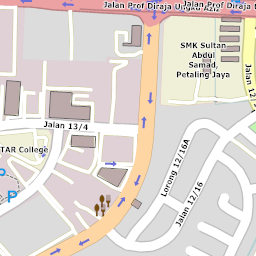 Jalan Prof Diraja Ungku Aziz
Jalan Prof Diraja
SMK Sultan
Abdul
Samad,
Petaling Jaya
Jalan 13/4
TAR College
Lorong 12/16A
Jalan 12/16
Jalan 12
P
P